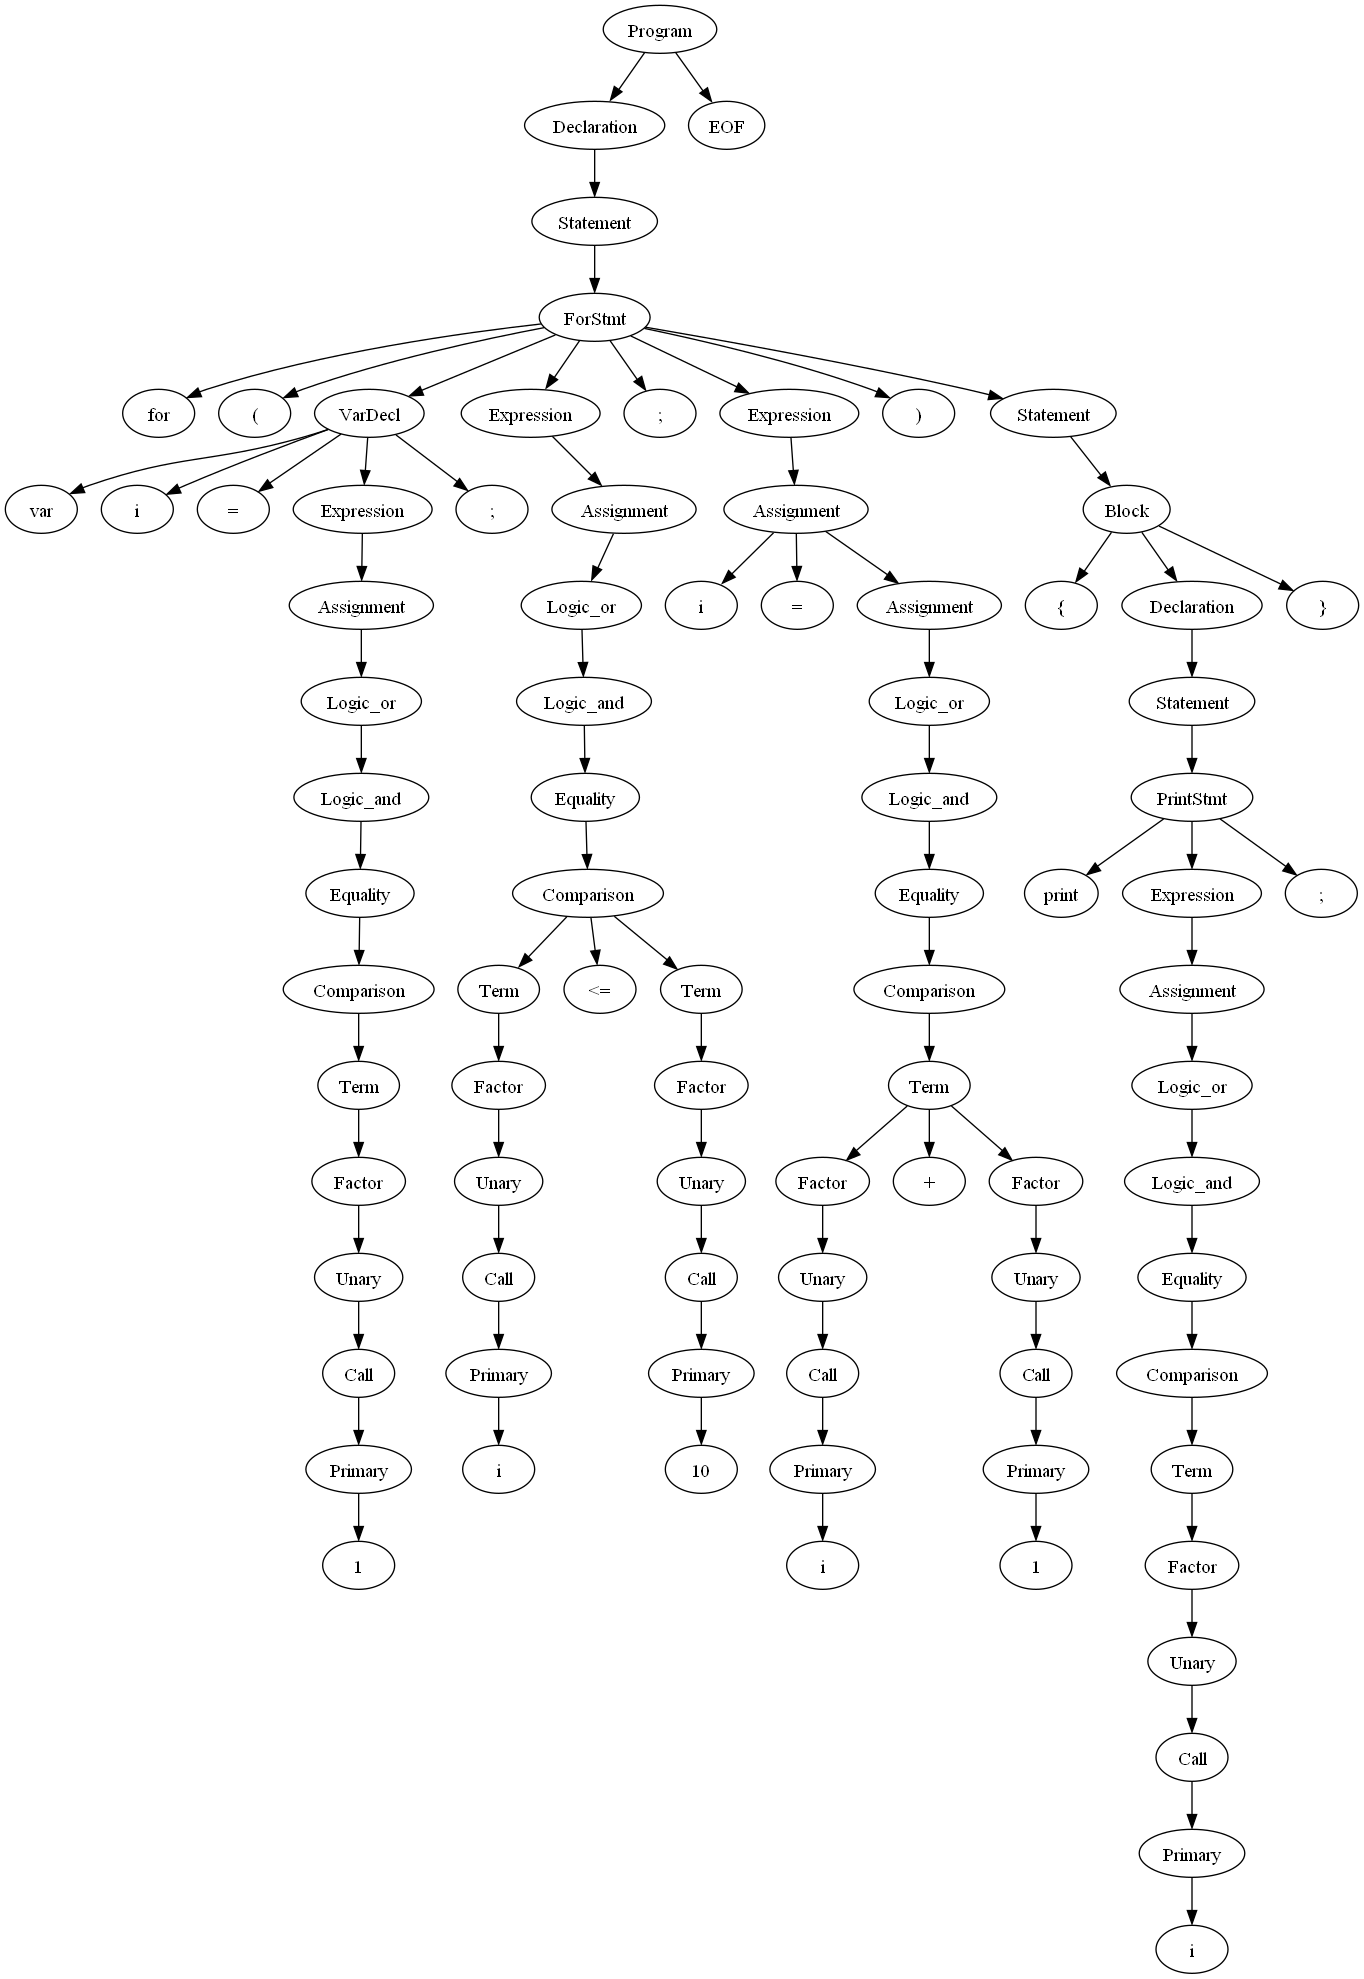 Program
Declaration EOF
Statement
ForStmt
for ( VarDecl Expression ; Expression ) Statement
var i = Expression ; Assignment Assignment Block
Assignment Logic_or i = Assignment { Declaration }
Logic_or Logic_and Logic_or Statement
Logic_and Equality Logic_and PrintStmt
Equality Comparison Equality print Expression ;
Comparison Term <= Term Comparison Assignment
Term Factor Factor Term Logic_or
Factor Unary Unary Factor + Factor Logic_and
Unary Call Call Unary Unary Equality
Call Primary Primary Call Call Comparison
Primary i 10 Primary Primary Term
1 i 1 Factor
Unary
Call
Primary
i